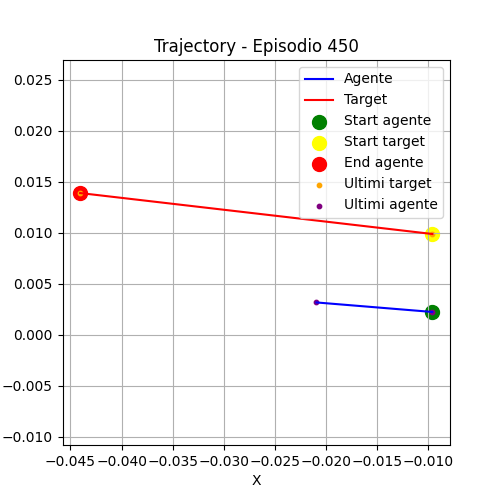 Trajectory - Episodio 450
Agente
Target
Start agente
Start target
End agente
Ultimi target
Ultimi agente
0.025
0.020
0.015
0.010
0.005
0.000
−0.005
−0.010
−0.045 −0.040 −0.035 −0.030 −0.025 −0.020 −0.015 −0.010
X